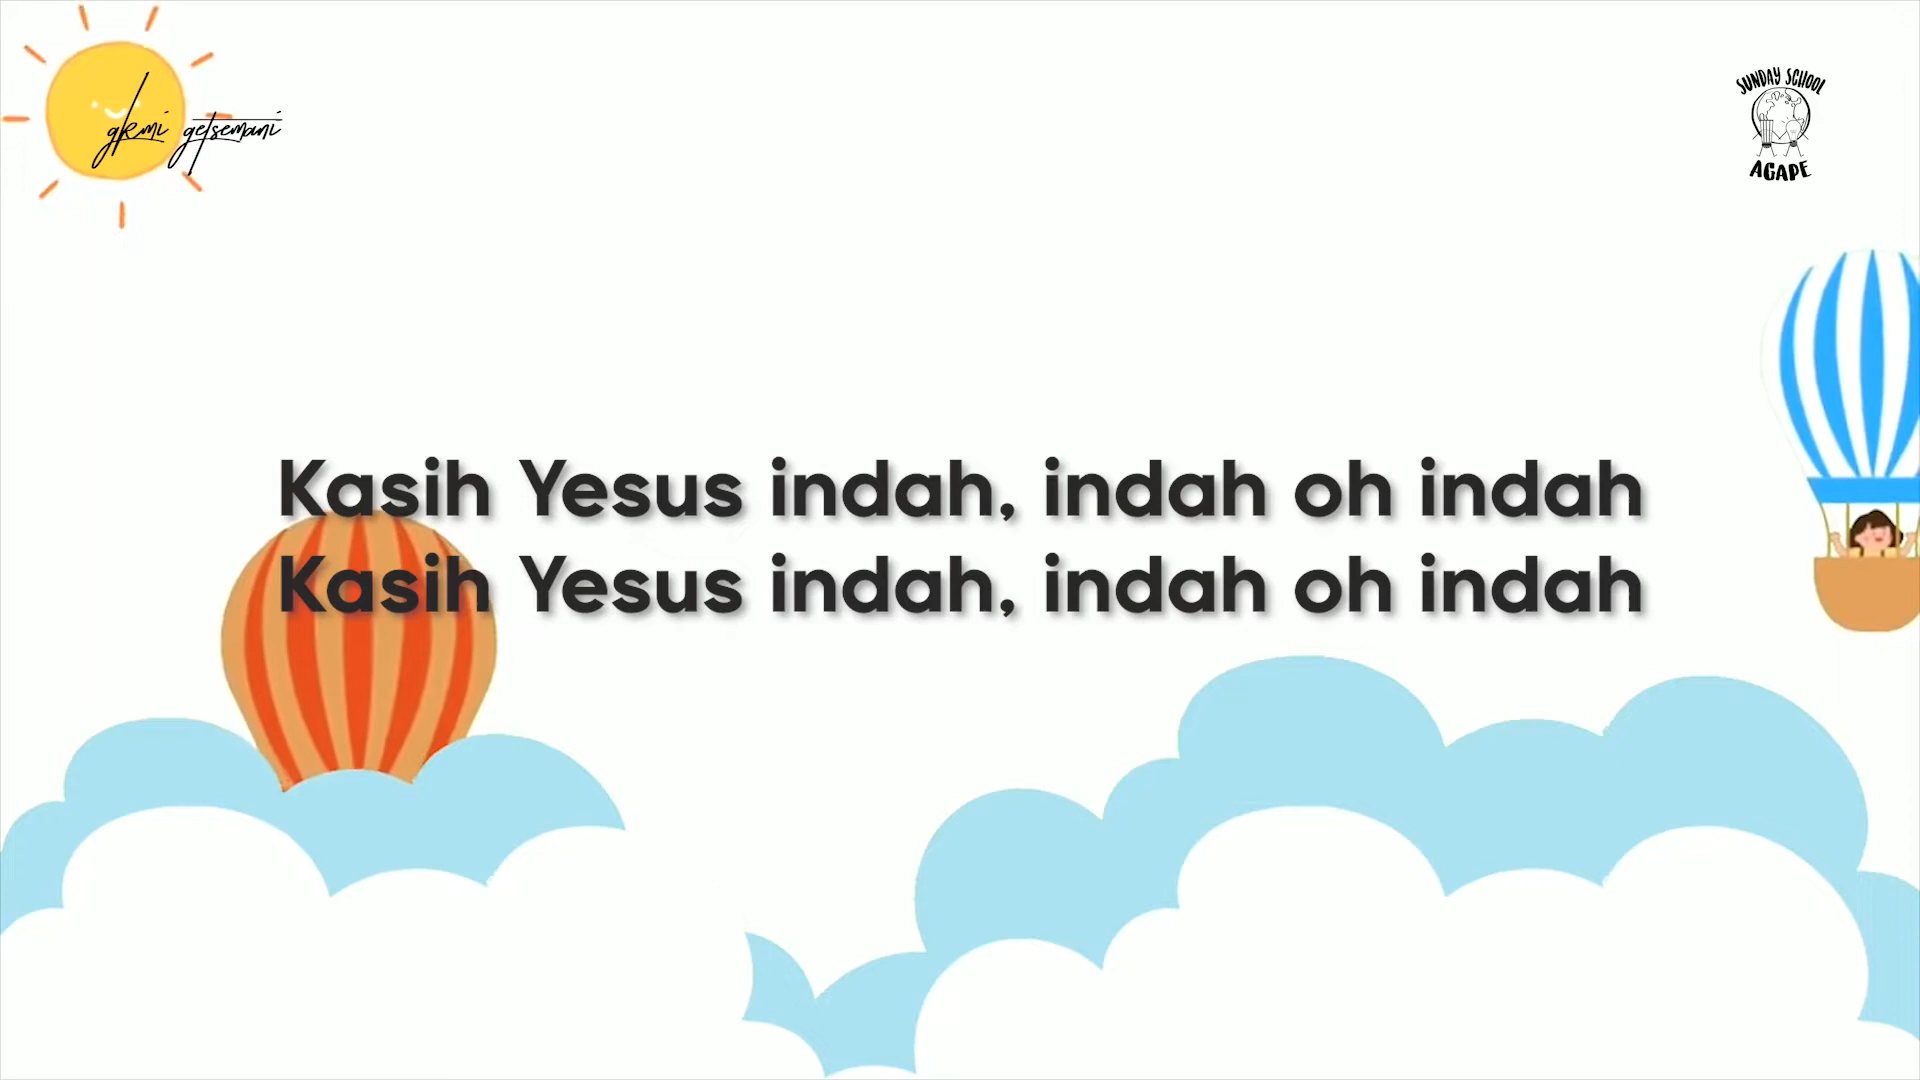 gkmi getsemani
SUNDAY SCHOOL
AGAPE
Kasih Yesus indah, indah oh indah
Kasih Yesus indah, indah oh indah